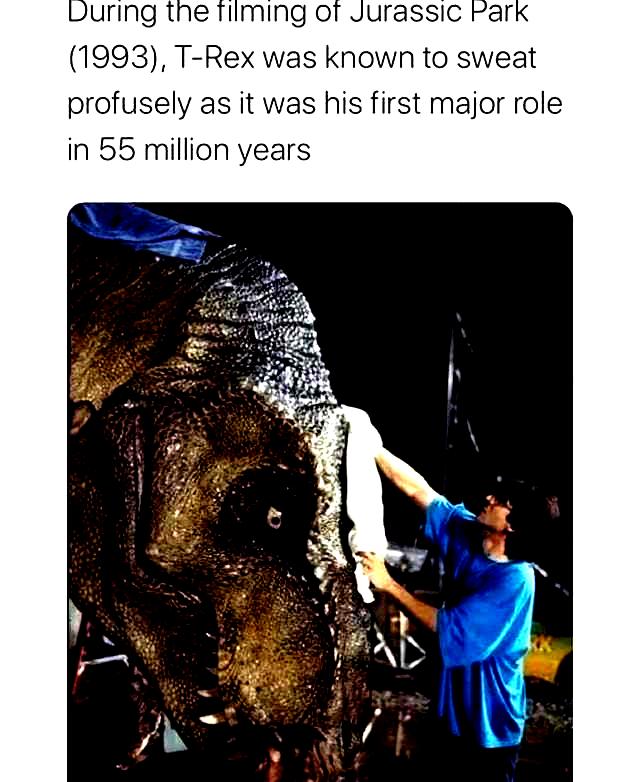 During the filming of Jurassic Park
(1993), T-Rex was known to sweat
profusely as it was his first major role
in 55 million years